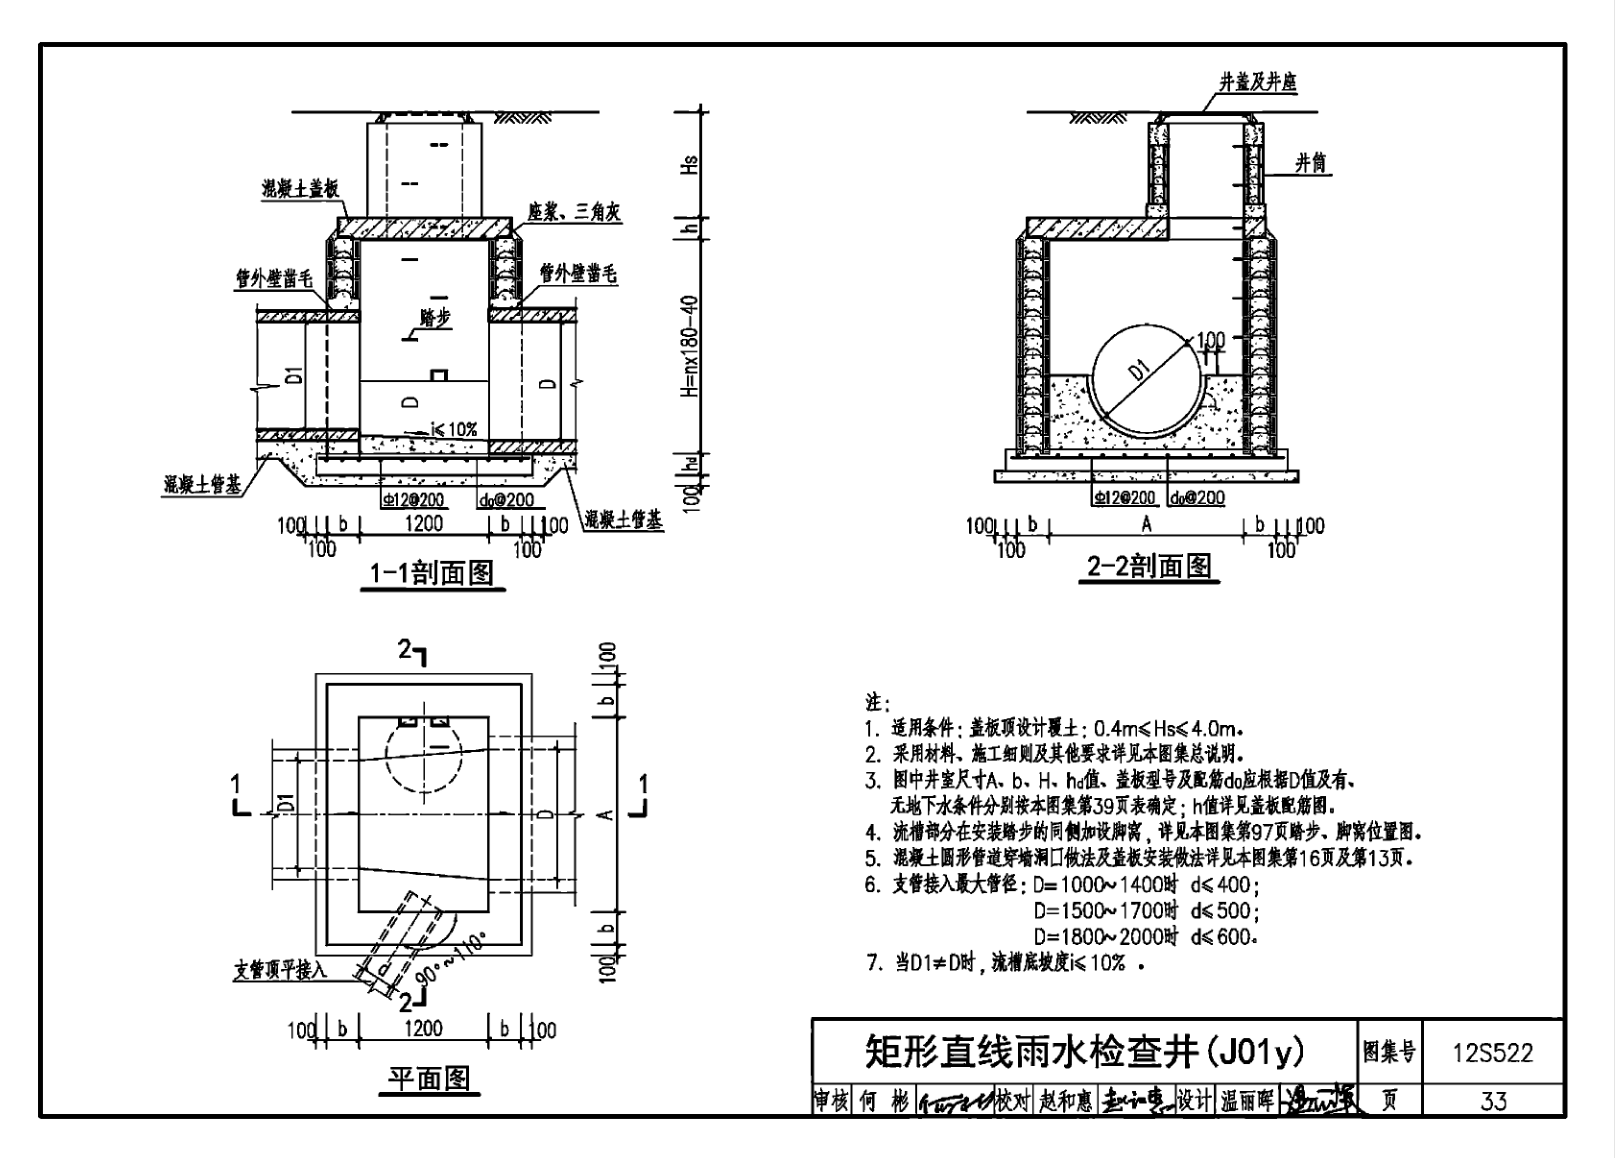 混凝土盖板
座浆、三角灰
管外壁凿毛
管外壁凿毛
踏步
D1
D
D
i≤10%
混凝土管基
Φ12@200
d₀@200
混凝土管基
100 b 1200 b 100
100 100
Hs
h
H=nx180-40
hd
100
1-1剖面图
井盖及井座
井筒
100
D1
Φ12@200
d₀@200
100 b A b 100
100 100
2-2剖面图
2
1
1
D1
D
A
100
b
b
100
d
90°~110°
支管顶平接入
2
100 b 1200 b 100
平面图
注：
1. 适用条件：盖板顶设计覆土：0.4m≤Hs≤4.0m。
2. 采用材料、施工细则及其他要求详见本图集总说明。
3. 图中井室尺寸A、b、H、hd值、盖板型号及配筋d₀应根据D值及有、
无地下水条件分别按本图集第39页表确定；h值详见盖板配筋图。
4. 流槽部分在安装踏步的同侧加设脚窝，详见本图集第97页踏步、脚窝位置图。
5. 混凝土圆形管道穿墙洞口做法及盖板安装做法详见本图集第16页及第13页。
6. 支管接入最大管径：D=1000~1400时 d≤400；
D=1500~1700时 d≤500；
D=1800~2000时 d≤600。
7. 当D1≠D时，流槽底坡度i≤10% 。
矩形直线雨水检查井(J01y) 图集号 12S522
审核 何彬 校对 赵和惠 设计 温丽晖 页 33